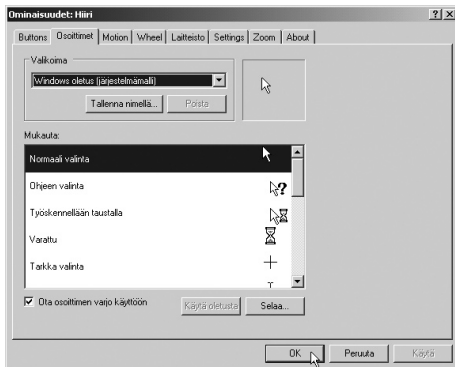 Ominaisuudet: Hiiri
Buttons Osoittimet Motion Wheel Laitteisto Settings Zoom About
Valikoima
Windows oletus (järjestelmämalli)
Tallenna nimellä... Poista
Mukauta:
Normaali valinta
Ohjeen valinta
Työskennellään taustalla
Varattu
Tarkka valinta
Ota osoittimen varjo käyttöön Käytä oletusta Selaa...
OK Peruuta Käytä